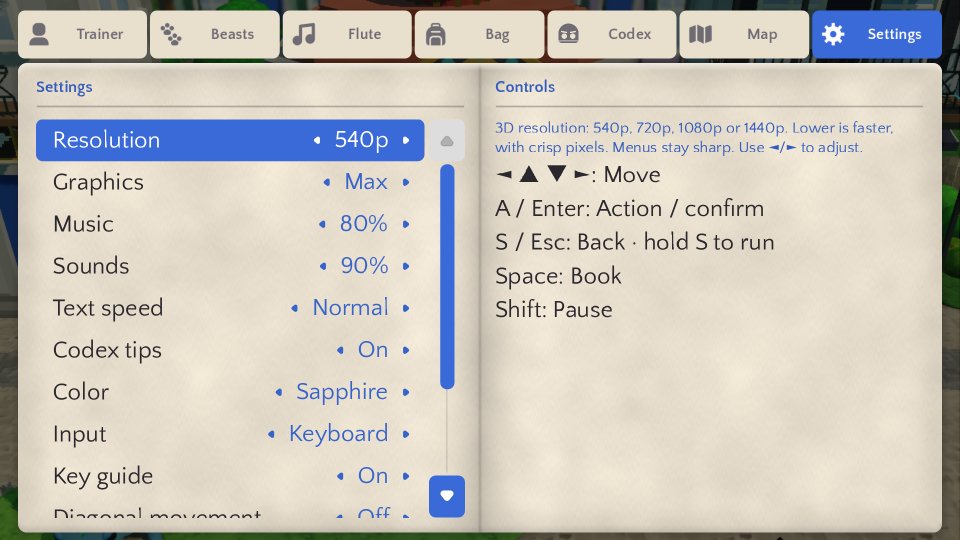 Trainer
Beasts
Flute
Bag
Codex
Map
Settings
Settings
Resolution ◂ 540p ▸
Graphics ◂ Max ▸
Music ◂ 80% ▸
Sounds ◂ 90% ▸
Text speed ◂ Normal ▸
Codex tips ◂ On ▸
Color ◂ Sapphire ▸
Input ◂ Keyboard ▸
Key guide ◂ On ▸
Diagonal movement ◂ Off ▸
Controls
3D resolution: 540p, 720p, 1080p or 1440p. Lower is faster,
with crisp pixels. Menus stay sharp. Use ◄/► to adjust.
◄ ▲ ▼ ►: Move
A / Enter: Action / confirm
S / Esc: Back · hold S to run
Space: Book
Shift: Pause